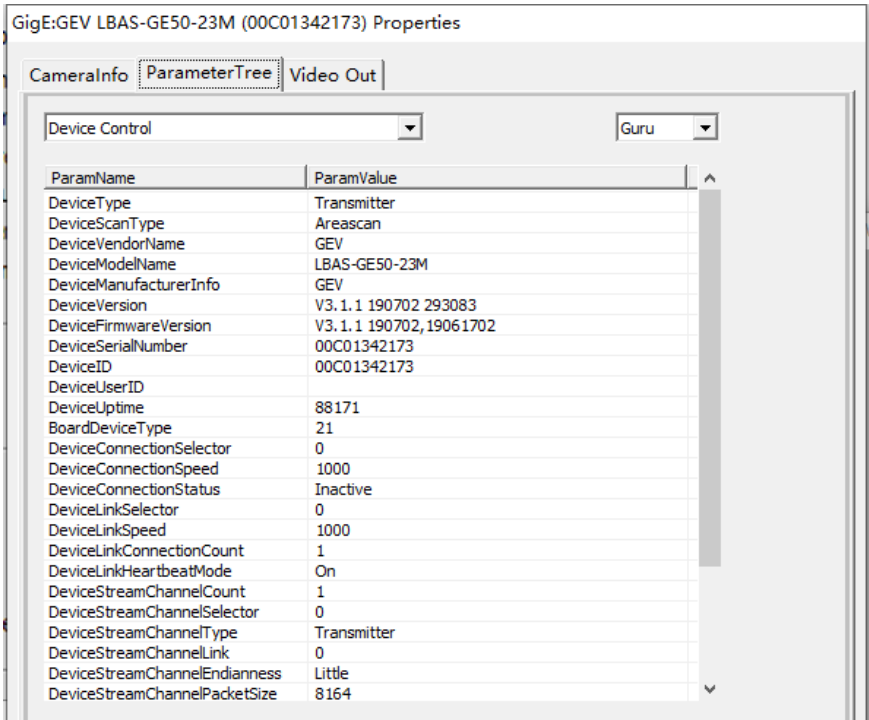 GigE:GEV LBAS-GE50-23M (00C01342173) Properties
CameraInfo ParameterTree Video Out
Device Control Guru
ParamName ParamValue
DeviceType Transmitter
DeviceScanType Areascan
DeviceVendorName GEV
DeviceModelName LBAS-GE50-23M
DeviceManufacturerInfo GEV
DeviceVersion V3.1.1 190702 293083
DeviceFirmwareVersion V3.1.1 190702,19061702
DeviceSerialNumber 00C01342173
DeviceID 00C01342173
DeviceUserID
DeviceUptime 88171
BoardDeviceType 21
DeviceConnectionSelector 0
DeviceConnectionSpeed 1000
DeviceConnectionStatus Inactive
DeviceLinkSelector 0
DeviceLinkSpeed 1000
DeviceLinkConnectionCount 1
DeviceLinkHeartbeatMode On
DeviceStreamChannelCount 1
DeviceStreamChannelSelector 0
DeviceStreamChannelType Transmitter
DeviceStreamChannelLink 0
DeviceStreamChannelEndianness Little
DeviceStreamChannelPacketSize 8164